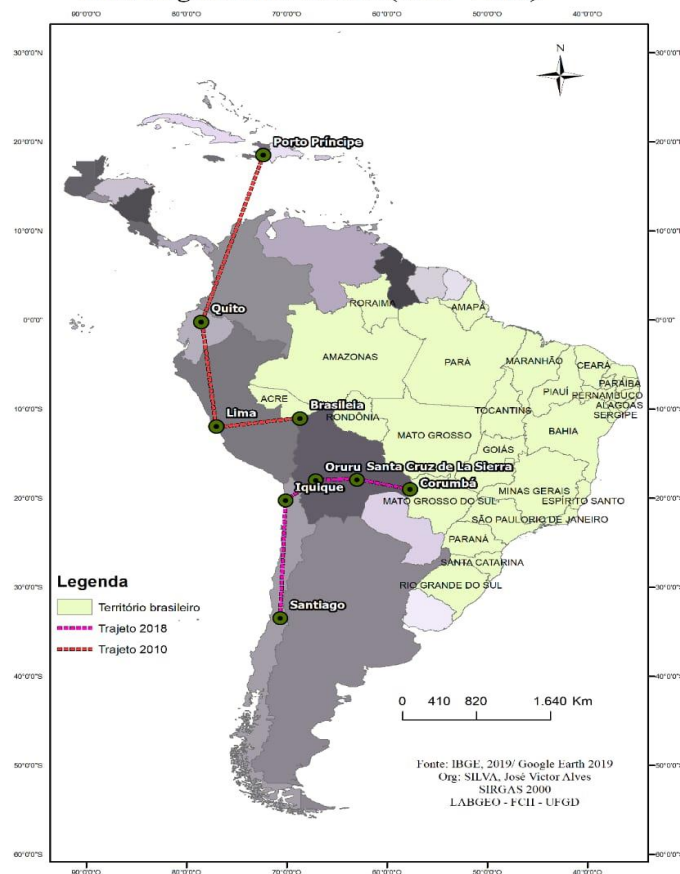 90°0'0"O 80°0'0"O 70°0'0"O 60°0'0"O 50°0'0"O 40°0'0"O
30°0'0"N 30°0'0"N
N
20°0'0"N 20°0'0"N
Porto Príncipe
10°0'0"N 10°0'0"N
RORAIMA
AMAPÁ
Quito
0°0'0" 0°0'0"
AMAZONAS
PARÁ
MARANHÃO
CEARÁ
PARAÍBA
PIAUÍ
PERNAMBUCO
ACRE
Brasileia
ALAGOAS
Lima
RONDÔNIA
TOCANTINS
SERGIPE
10°0'0"S 10°0'0"S
MATO GROSSO
BAHIA
GOIÁS
Oruru Santa Cruz de La Sierra
Iquique
Corumbá
MINAS GERAIS
20°0'0"S 20°0'0"S
MATO GROSSO DO SUL
ESPÍRITO SANTO
SÃO PAULO
RIO DE JANEIRO
PARANÁ
SANTA CATARINA
RIO GRANDE DO SUL
30°0'0"S 30°0'0"S
Legenda
Território brasileiro
Trajeto 2018
Trajeto 2010
Santiago
0 410 820 1.640 Km
40°0'0"S 40°0'0"S
Fonte: IBGE, 2019/ Google Earth 2019
Org: SILVA, José Victor Alves
SIRGAS 2000
LABGEO - FCH - UFGD
50°0'0"S 50°0'0"S
60°0'0"S 60°0'0"S
90°0'0"O 80°0'0"O 70°0'0"O 60°0'0"O 50°0'0"O 40°0'0"O